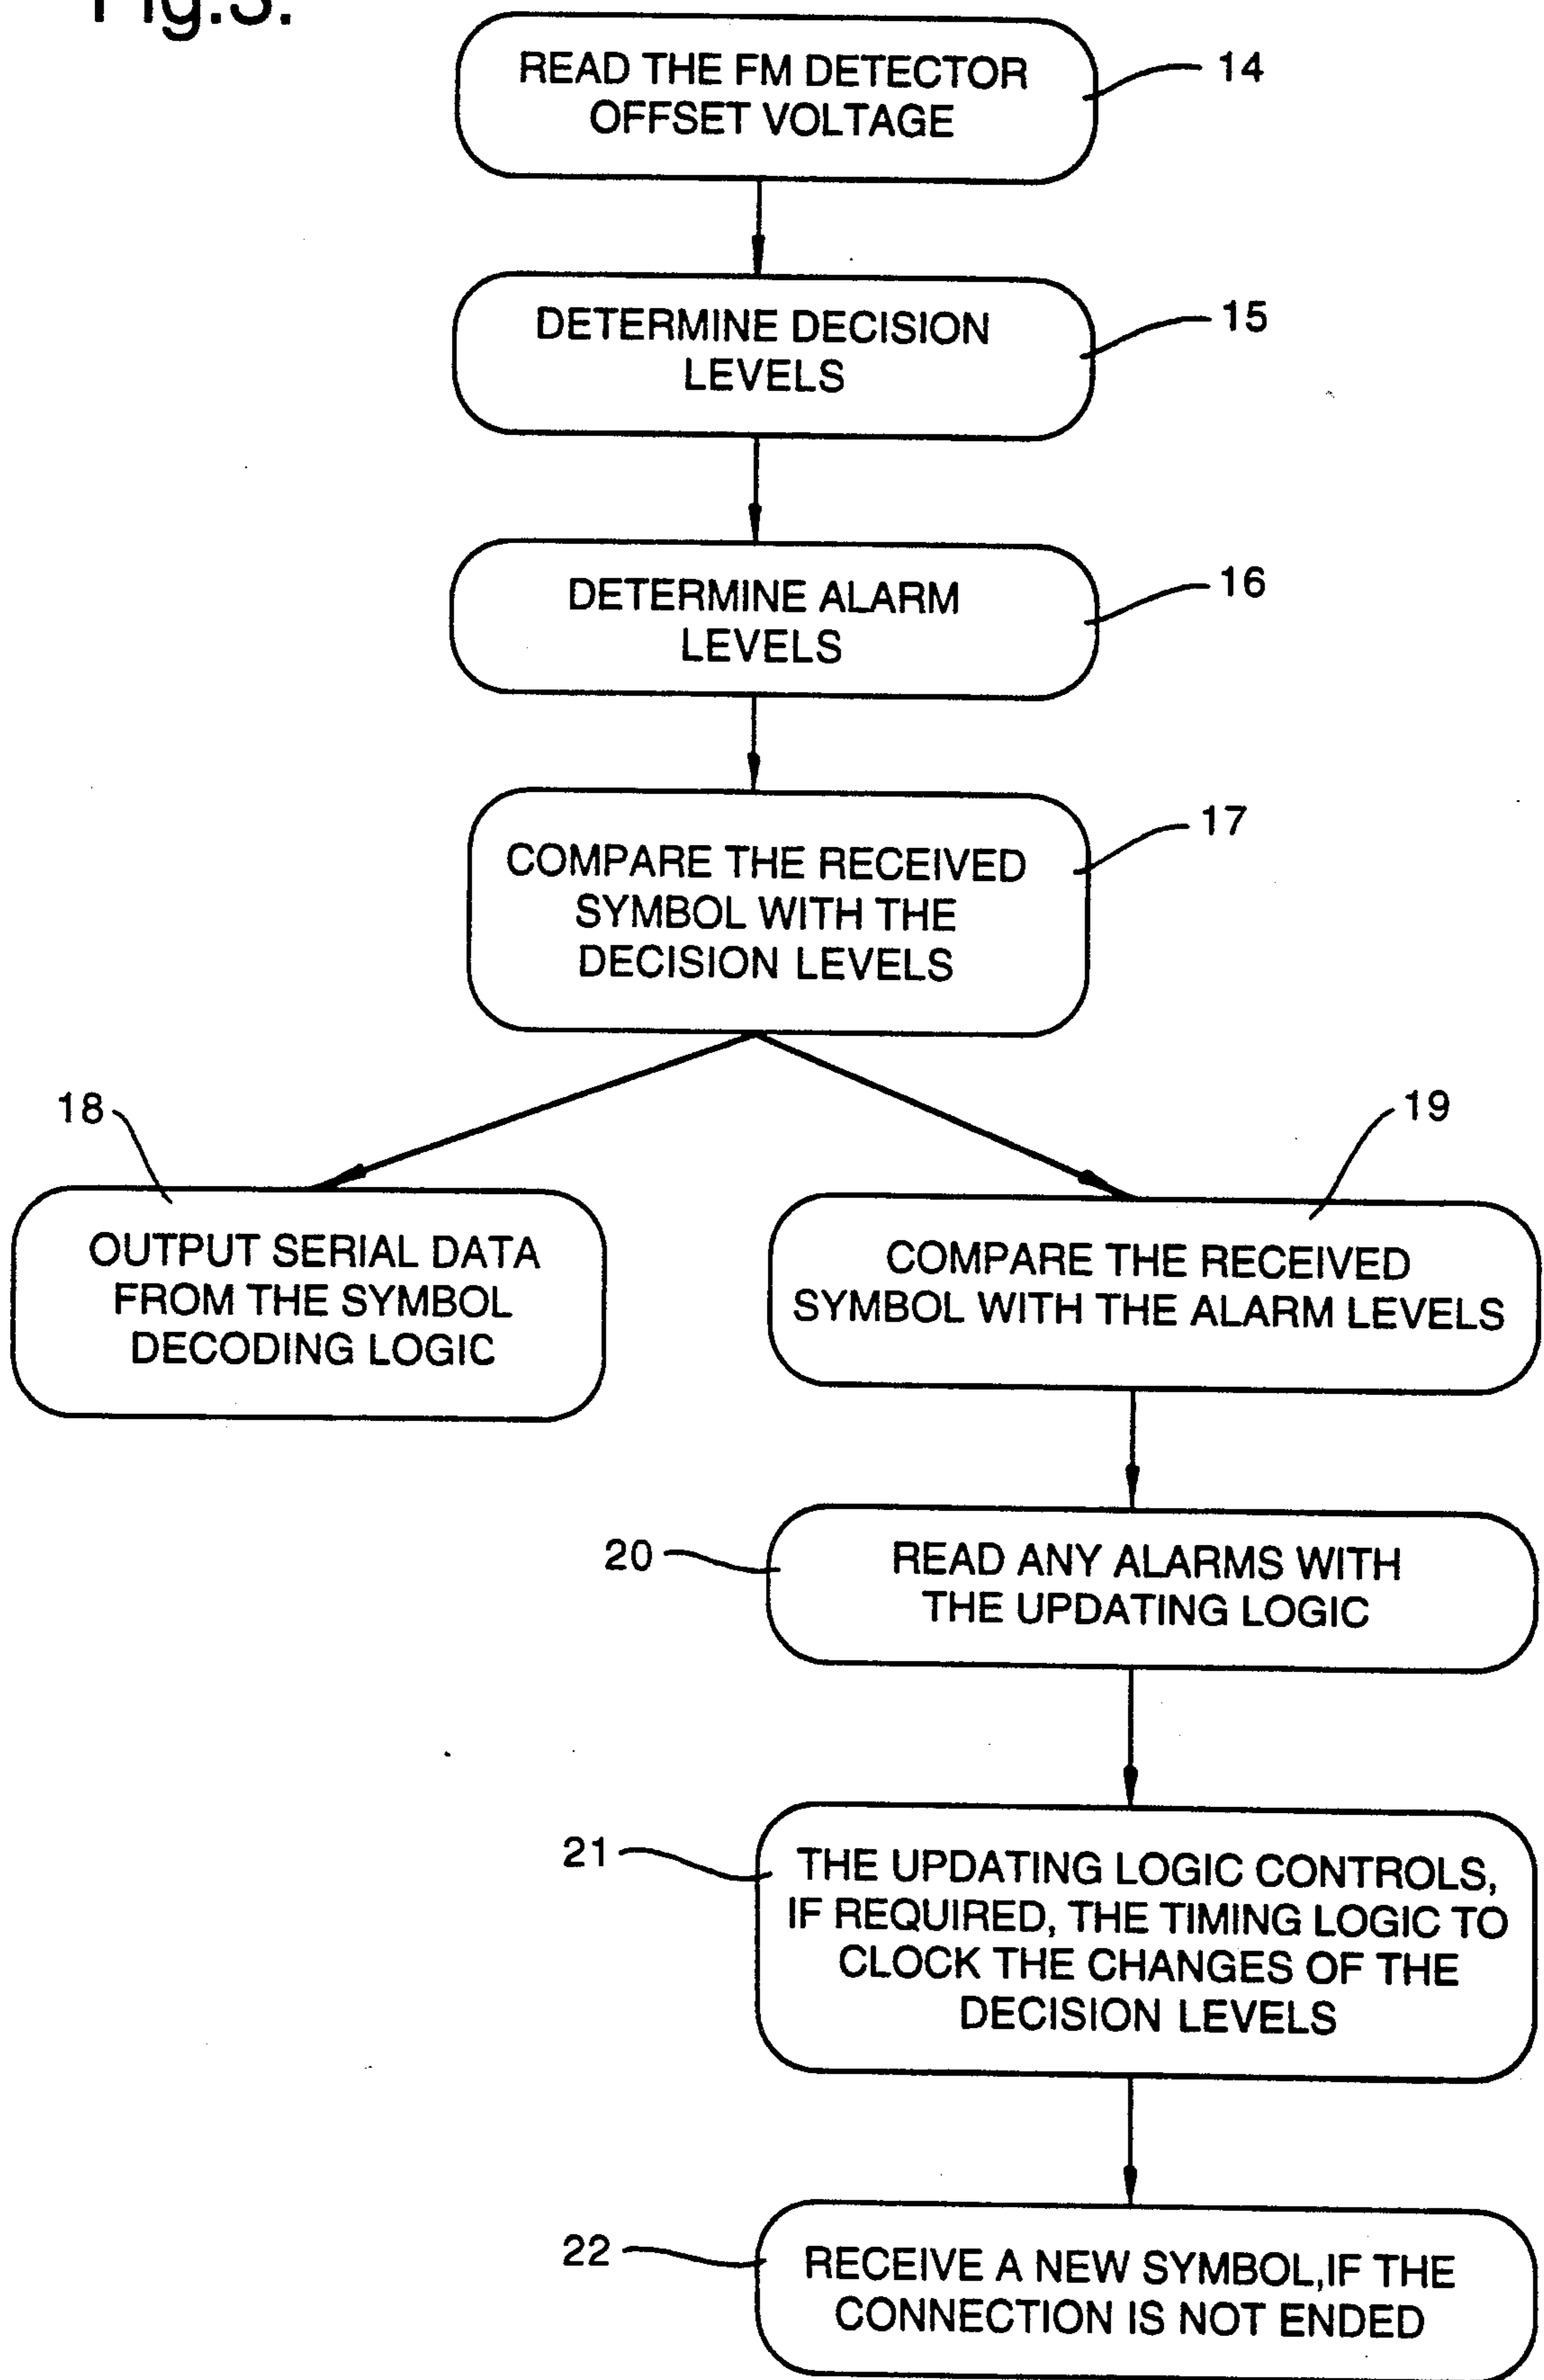 Fig.3.
READ THE FM DETECTOR
OFFSET VOLTAGE
14
DETERMINE DECISION
LEVELS
15
DETERMINE ALARM
LEVELS
16
COMPARE THE RECEIVED
SYMBOL WITH THE
DECISION LEVELS
17
18
OUTPUT SERIAL DATA
FROM THE SYMBOL
DECODING LOGIC
19
COMPARE THE RECEIVED
SYMBOL WITH THE ALARM LEVELS
20
READ ANY ALARMS WITH
THE UPDATING LOGIC
21
THE UPDATING LOGIC CONTROLS,
IF REQUIRED, THE TIMING LOGIC TO
CLOCK THE CHANGES OF THE
DECISION LEVELS
22
RECEIVE A NEW SYMBOL,IF THE
CONNECTION IS NOT ENDED